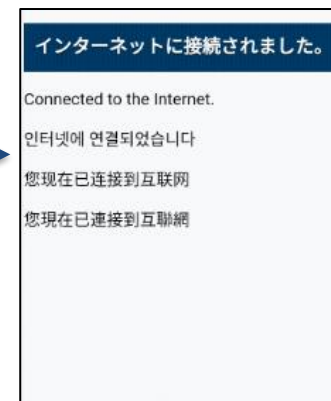 インターネットに接続されました。
Connected to the Internet.
인터넷에 연결되었습니다
您现在已连接到互联网
您現在已連接到互聯網